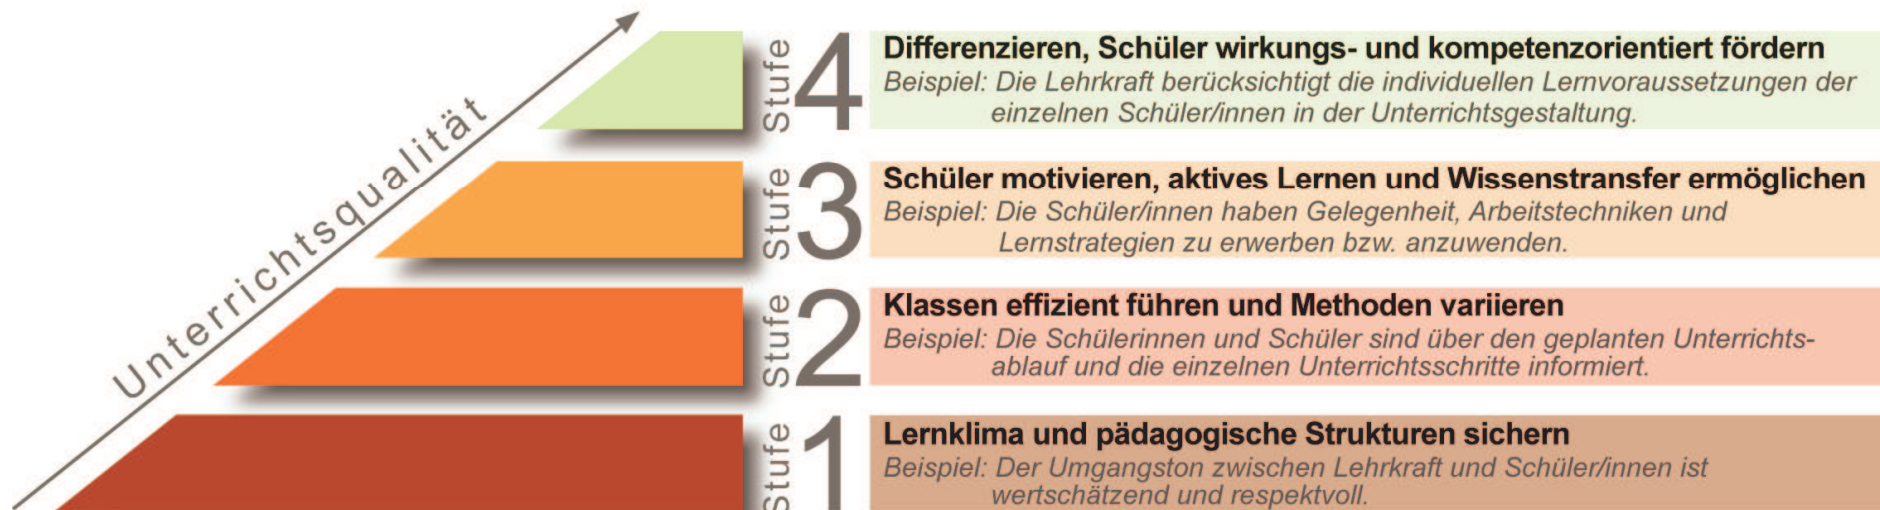 Unterrichtsqualität
Stufe 4
Differenzieren, Schüler wirkungs- und kompetenzorientiert fördern
Beispiel: Die Lehrkraft berücksichtigt die individuellen Lernvoraussetzungen der
einzelnen Schüler/innen in der Unterrichtsgestaltung.
Stufe 3
Schüler motivieren, aktives Lernen und Wissenstransfer ermöglichen
Beispiel: Die Schüler/innen haben Gelegenheit, Arbeitstechniken und
Lernstrategien zu erwerben bzw. anzuwenden.
Stufe 2
Klassen effizient führen und Methoden variieren
Beispiel: Die Schülerinnen und Schüler sind über den geplanten Unterrichts-
ablauf und die einzelnen Unterrichtsschritte informiert.
Stufe 1
Lernklima und pädagogische Strukturen sichern
Beispiel: Der Umgangston zwischen Lehrkraft und Schüler/innen ist
wertschätzend und respektvoll.